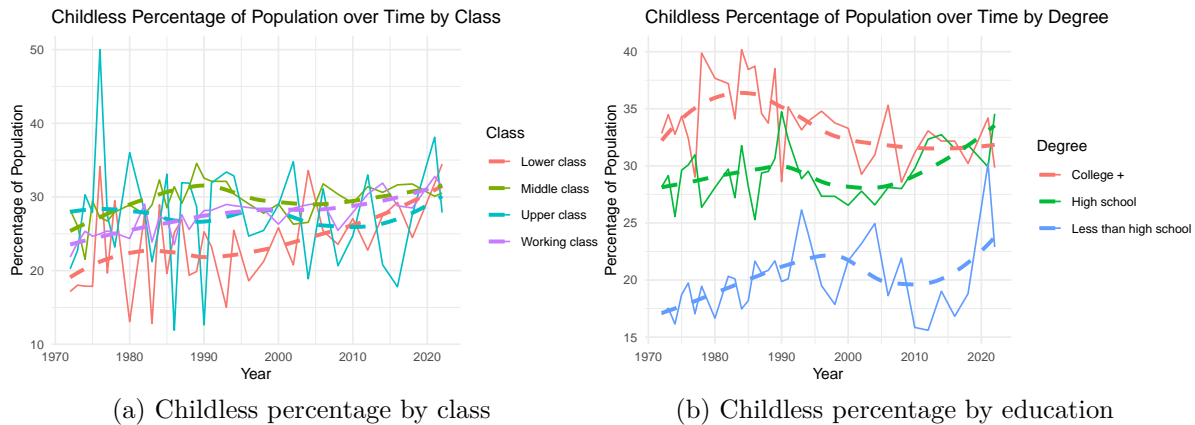 Childless Percentage of Population over Time by Class
Percentage of Population
50
40
30
20
10
1970
1980
1990
2000
2010
2020
Year
Class
Lower class
Middle class
Upper class
Working class
(a) Childless percentage by class
Childless Percentage of Population over Time by Degree
Percentage of Population
40
35
30
25
20
15
1970
1980
1990
2000
2010
2020
Year
Degree
College +
High school
Less than high school
(b) Childless percentage by education